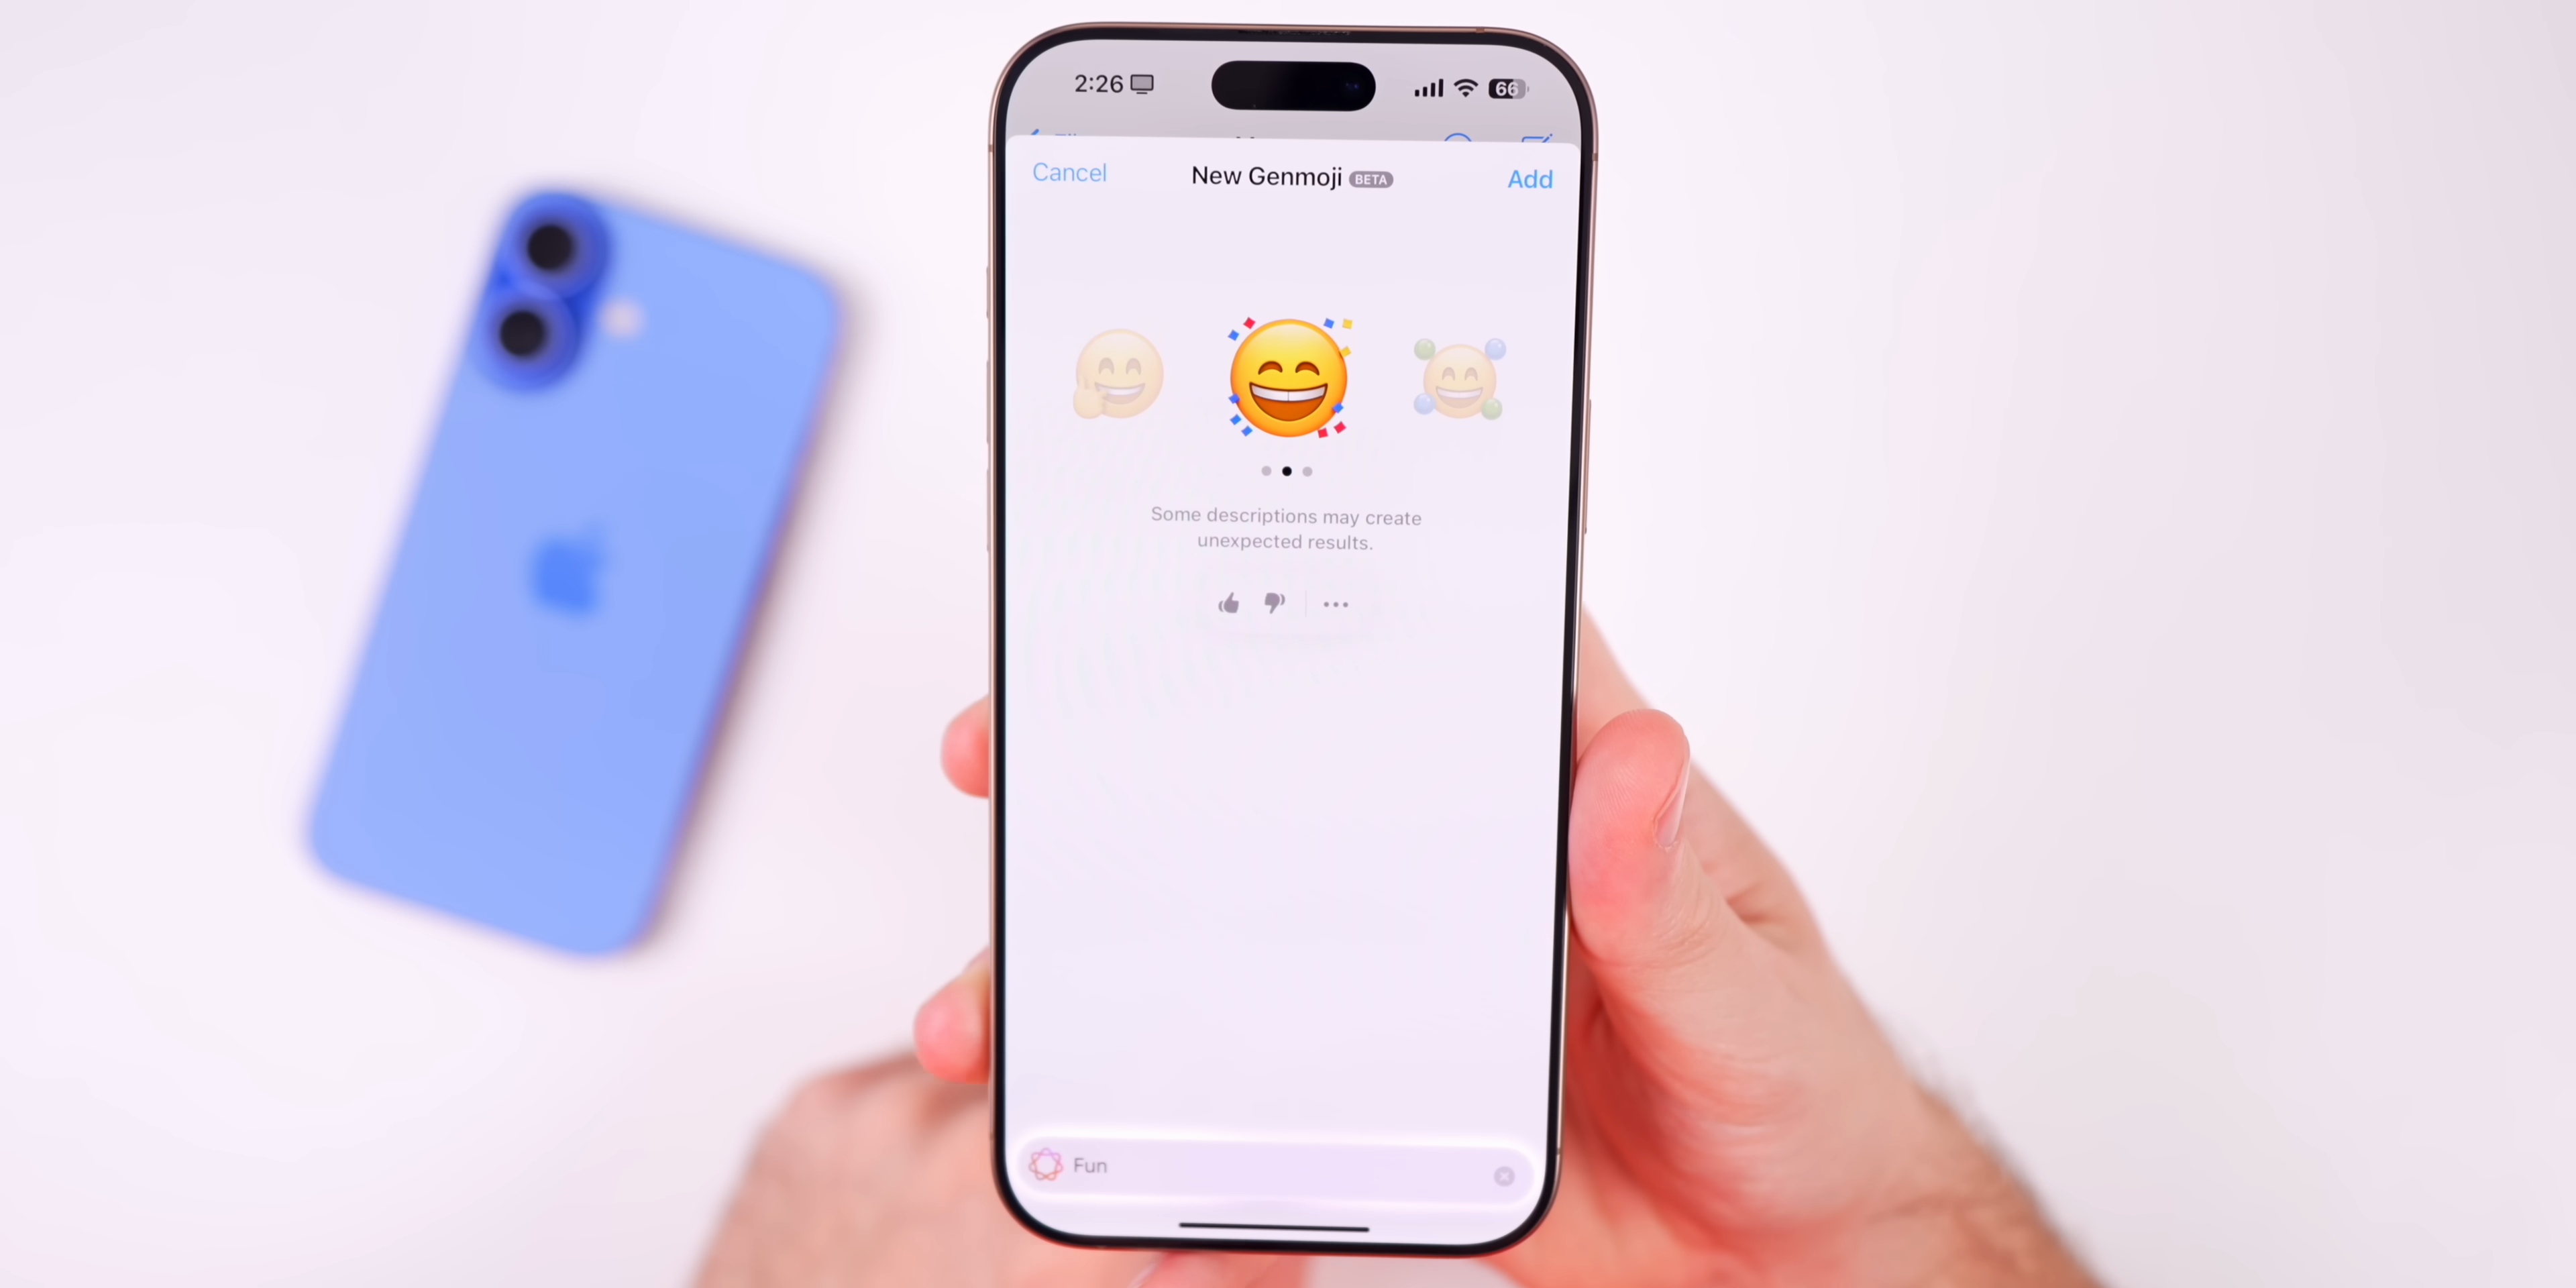 2:26
66
Cancel
New Genmoji BETA
Add
Some descriptions may create
unexpected results.
Fun